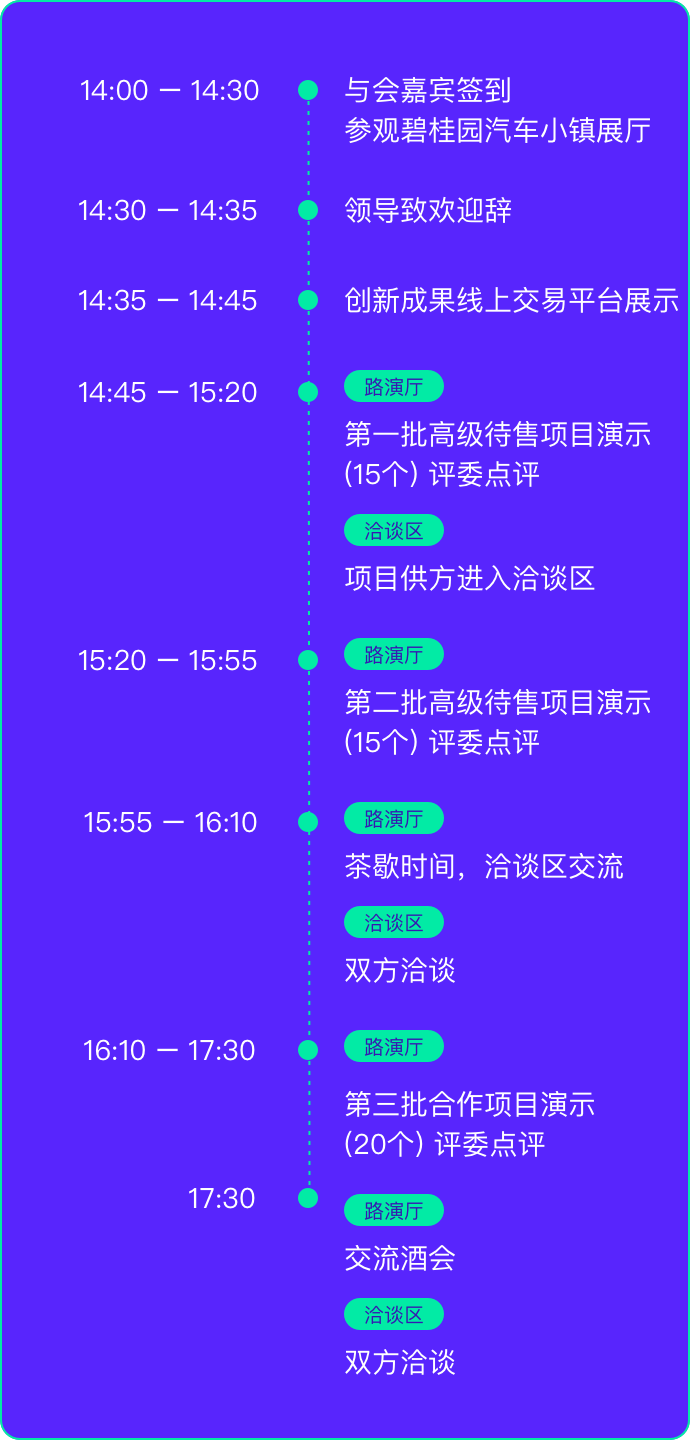 14:00 — 14:30
与会嘉宾签到
参观碧桂园汽车小镇展厅
14:30 — 14:35
领导致欢迎辞
14:35 — 14:45
创新成果线上交易平台展示
14:45 — 15:20
路演厅
第一批高级待售项目演示
(15个) 评委点评
洽谈区
项目供方进入洽谈区
15:20 — 15:55
路演厅
第二批高级待售项目演示
(15个) 评委点评
15:55 — 16:10
路演厅
茶歇时间，洽谈区交流
洽谈区
双方洽谈
16:10 — 17:30
路演厅
第三批合作项目演示
(20个) 评委点评
17:30
路演厅
交流酒会
洽谈区
双方洽谈